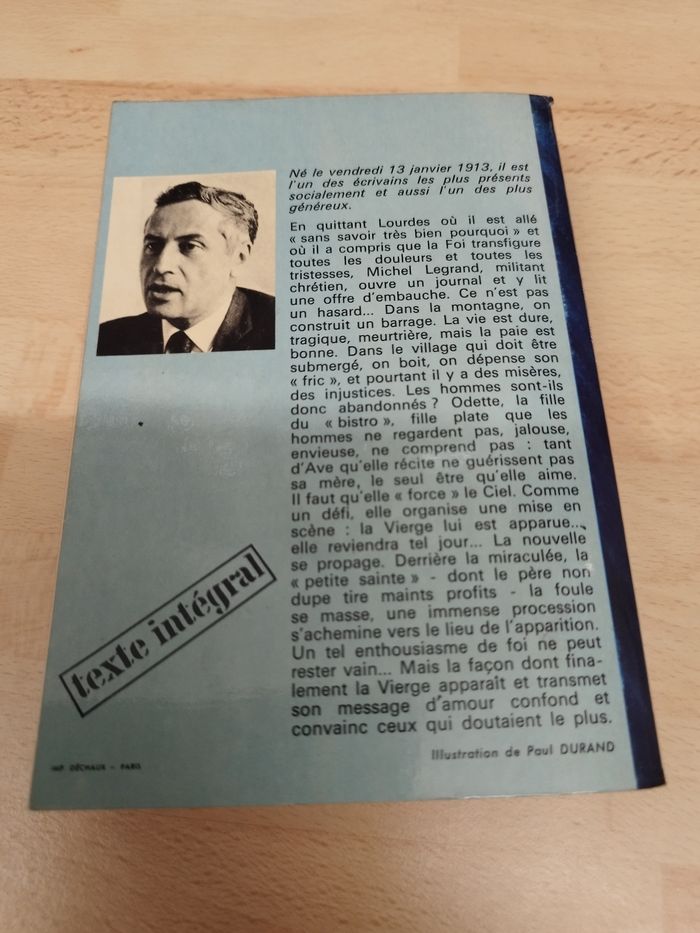 Né le vendredi 13 janvier 1913, il est
l'un des écrivains les plus présents
socialement et aussi l'un des plus
généreux.
En quittant Lourdes où il est allé
« sans savoir très bien pourquoi » et
où il a compris que la Foi transfigure
toutes les douleurs et toutes les
tristesses, Michel Legrand, militant
chrétien, ouvre un journal et y lit
une offre d'embauche. Ce n'est pas
un hasard... Dans la montagne, on
construit un barrage. La vie est dure,
tragique, meurtrière, mais la paie est
bonne. Dans le village qui doit être
submergé, on boit, on dépense son
« fric », et pourtant il y a des misères,
des injustices. Les hommes sont-ils
donc abandonnés ? Odette, la fille
du « bistro », fille plate que les
hommes ne regardent pas, jalouse,
envieuse, ne comprend pas : tant
d'Ave qu'elle récite ne guérissent pas
sa mère, le seul être qu'elle aime.
Il faut qu'elle « force » le Ciel. Comme
un défi, elle organise une mise en
scène : la Vierge lui est apparue...
elle reviendra tel jour... La nouvelle
se propage. Derrière la miraculée, la
« petite sainte » - dont le père non
dupe tire maints profits - la foule
se masse, une immense procession
s'achemine vers le lieu de l'apparition.
Un tel enthousiasme de foi ne peut
rester vain... Mais la façon dont fina-
lement la Vierge apparaît et transmet
son message d'amour confond et
convainc ceux qui doutaient le plus.
Illustration de Paul DURAND
texte intégral
IMP. DÉCHAUX - PARIS